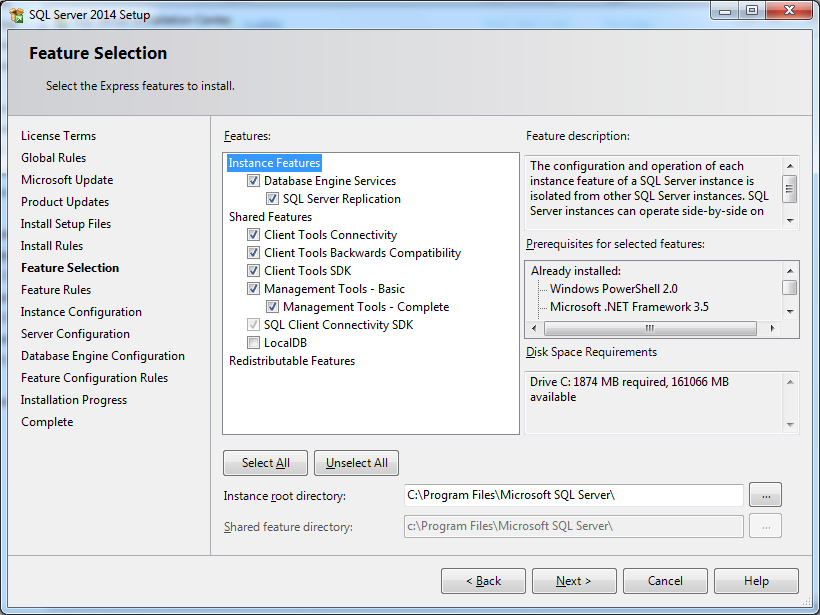 SQL Server 2014 Setup
Feature Selection
Select the Express features to install.
License Terms
Global Rules
Microsoft Update
Product Updates
Install Setup Files
Install Rules
Feature Selection
Feature Rules
Instance Configuration
Server Configuration
Database Engine Configuration
Feature Configuration Rules
Installation Progress
Complete
Features:
Instance Features
Database Engine Services
SQL Server Replication
Shared Features
Client Tools Connectivity
Client Tools Backwards Compatibility
Client Tools SDK
Management Tools - Basic
Management Tools - Complete
SQL Client Connectivity SDK
LocalDB
Redistributable Features
Feature description:
The configuration and operation of each
instance feature of a SQL Server instance is
isolated from other SQL Server instances. SQL
Server instances can operate side-by-side on
Prerequisites for selected features:
Already installed:
Windows PowerShell 2.0
Microsoft .NET Framework 3.5
Disk Space Requirements
Drive C: 1874 MB required, 161066 MB
available
Select All
Unselect All
Instance root directory:
C:\Program Files\Microsoft SQL Server\
...
Shared feature directory:
c:\Program Files\Microsoft SQL Server\
...
< Back
Next >
Cancel
Help